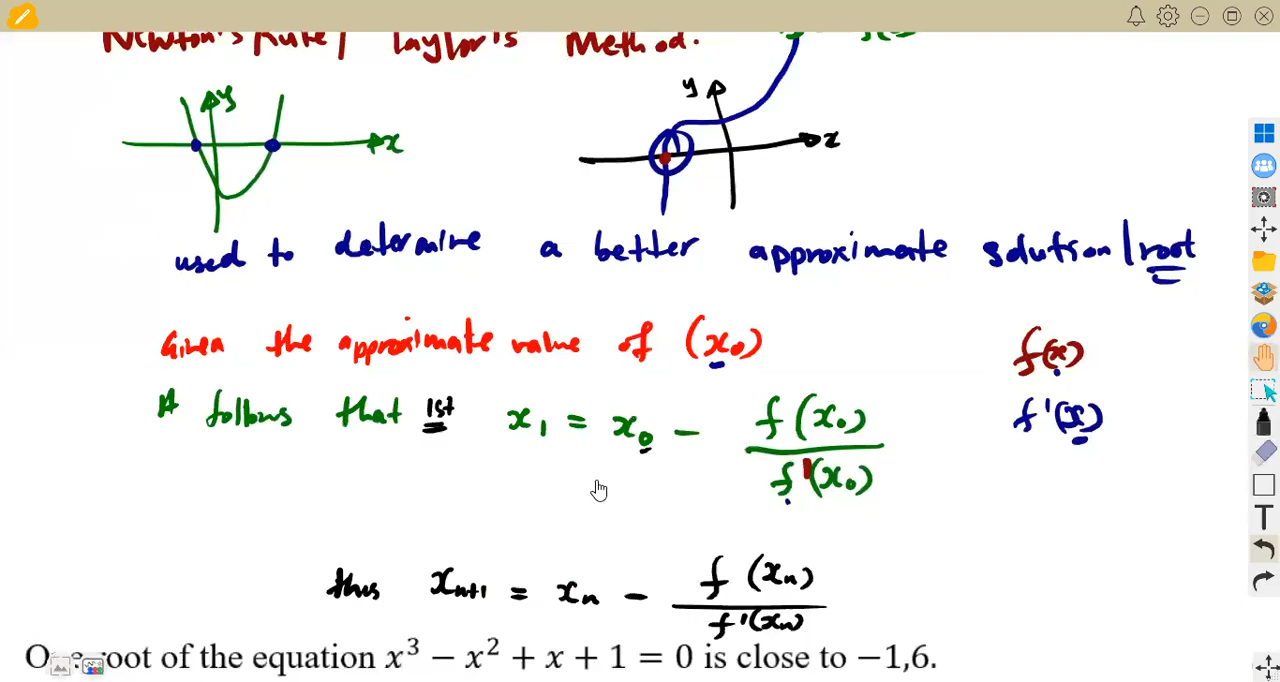 Newton's Rule / Taylor's Method.
y
x
y
x
used to determine a better approximate solution / root
Given the approximate value of (x₀)
f(x)
It follows that 1st x₁ = x₀ - f(x₀) / f'(x₀)
f'(x)
thus xₙ₊₁ = xₙ - f(xₙ) / f'(xₙ)
root of the equation x³ − x² + x + 1 = 0 is close to −1,6.
T